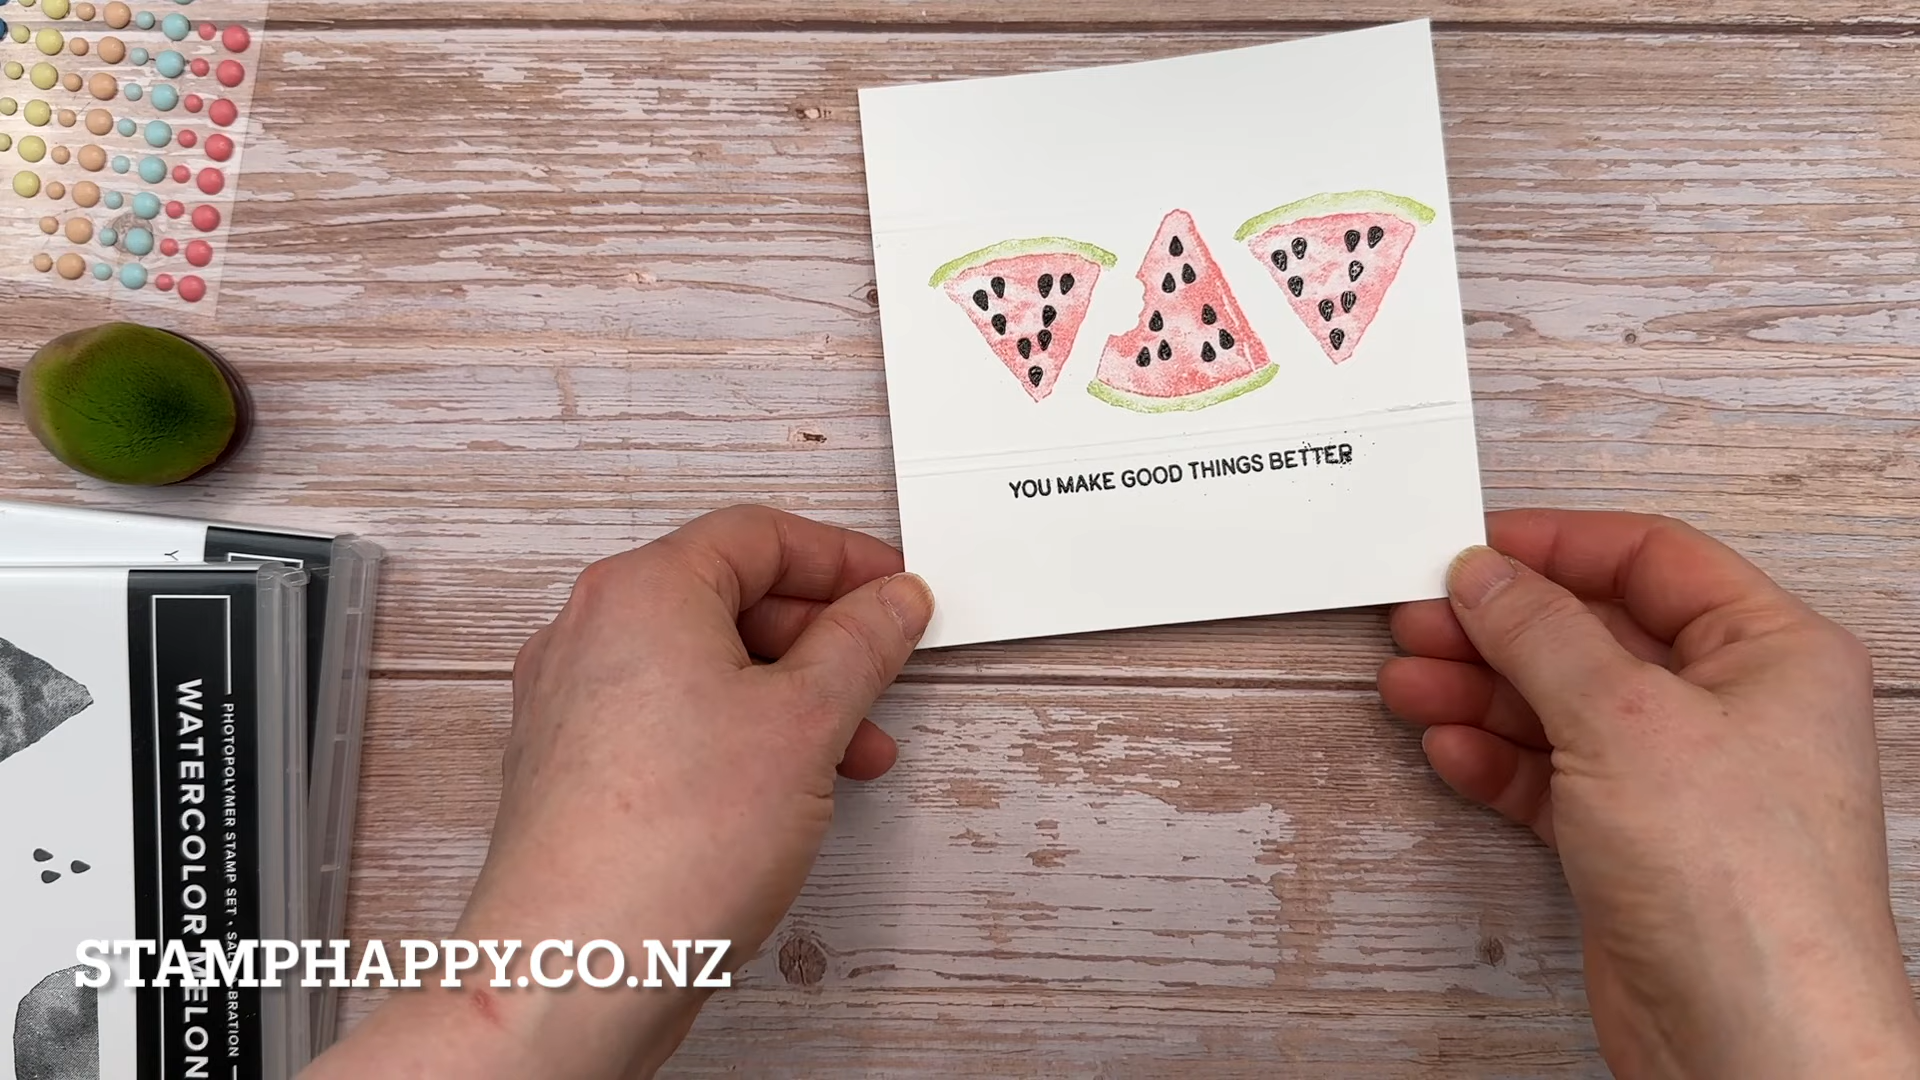 YOU MAKE GOOD THINGS BETTER
Y
PHOTOPOLYMER STAMP SET •
WATERCOLOR MELON
STAMPHAPPY.CO.NZ